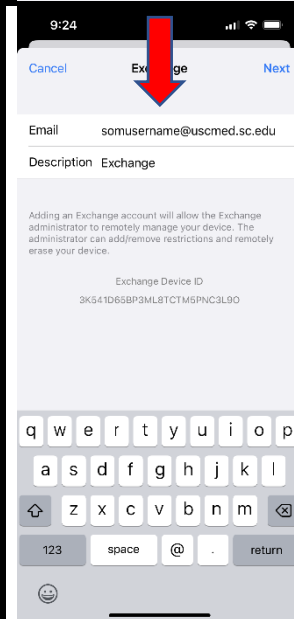 9:24
Cancel Ex ge Next
Email somusername@uscmed.sc.edu
Description Exchange
Adding an Exchange account will allow the Exchange
administrator to remotely manage your device. The
administrator can add/remove restrictions and remotely
erase your device.
Exchange Device ID
3K541D65BP3ML8TCTM5PNC3L9O
q w e r t y u i o p
a s d f g h j k l
z x c v b n m
123 space @ . return